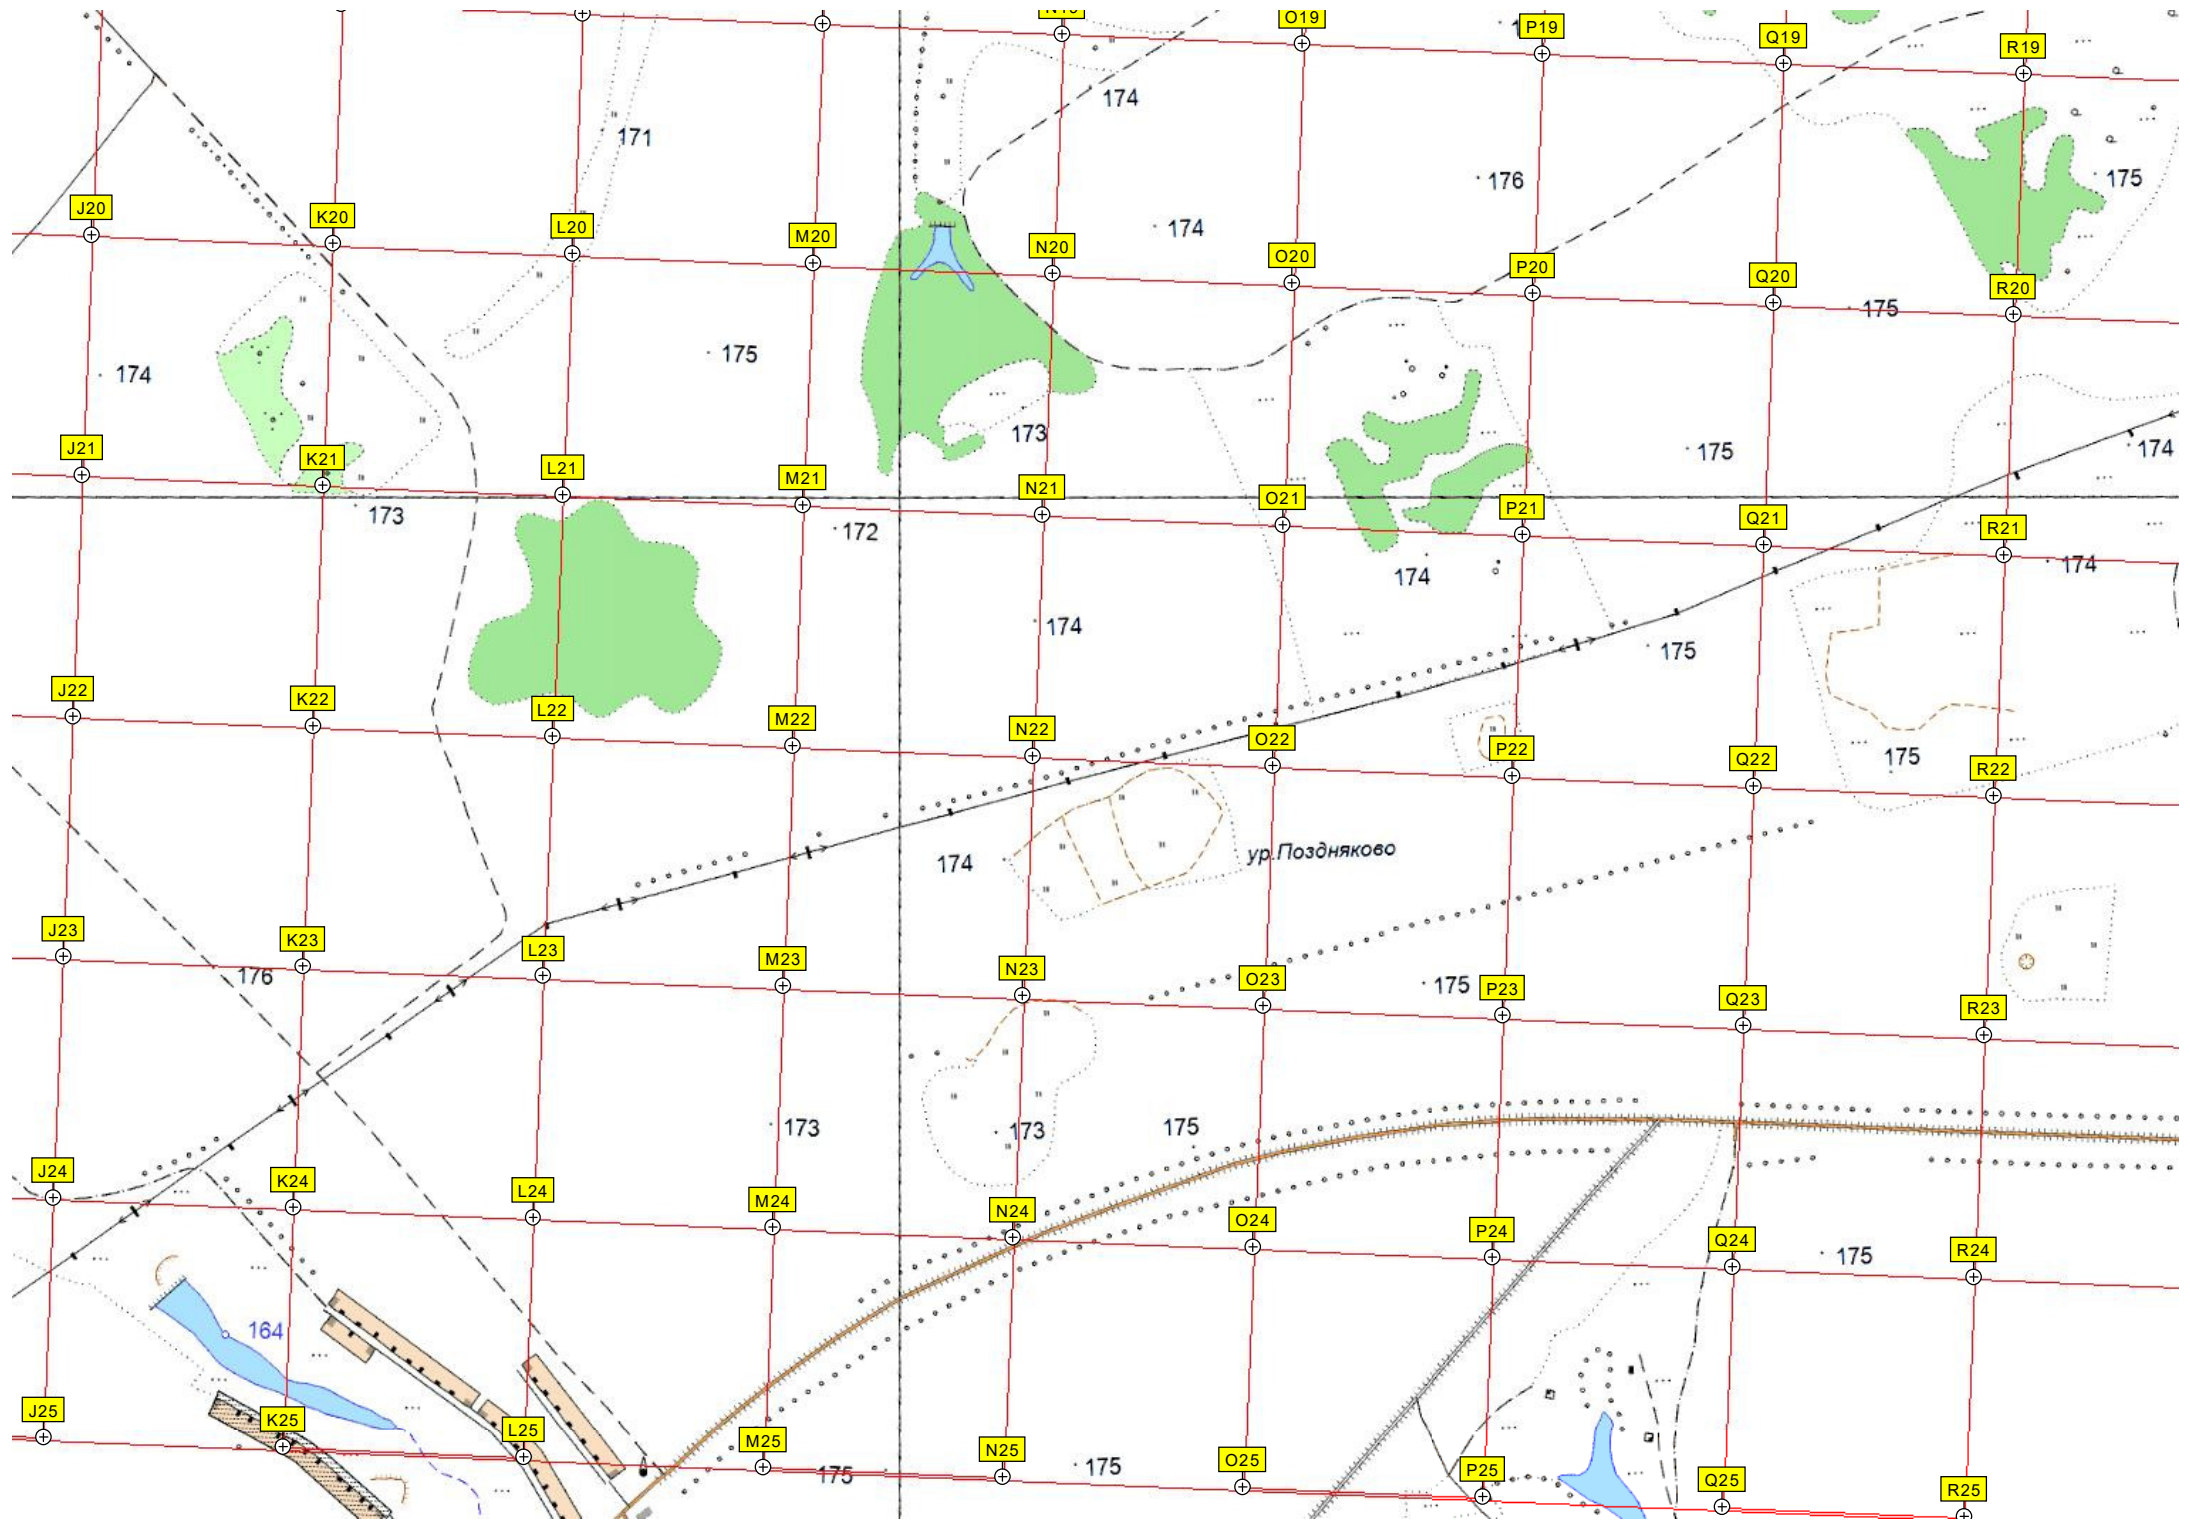 O19
P19
Q19
R19
174
171
176
175
J20
K20
L20
M20
174
N20
O20
P20
Q20
R20
175
174
175
173
175
174
J21
K21
L21
M21
N21
O21
P21
Q21
R21
173
172
174
174
174
175
J22
K22
L22
M22
N22
O22
P22
Q22
R22
175
174
ур.Поздняково
J23
K23
L23
M23
N23
O23
P23
Q23
R23
176
175
173
173
175
J24
K24
L24
M24
N24
O24
P24
Q24
R24
175
164
J25
K25
L25
M25
N25
O25
P25
Q25
R25
175
175